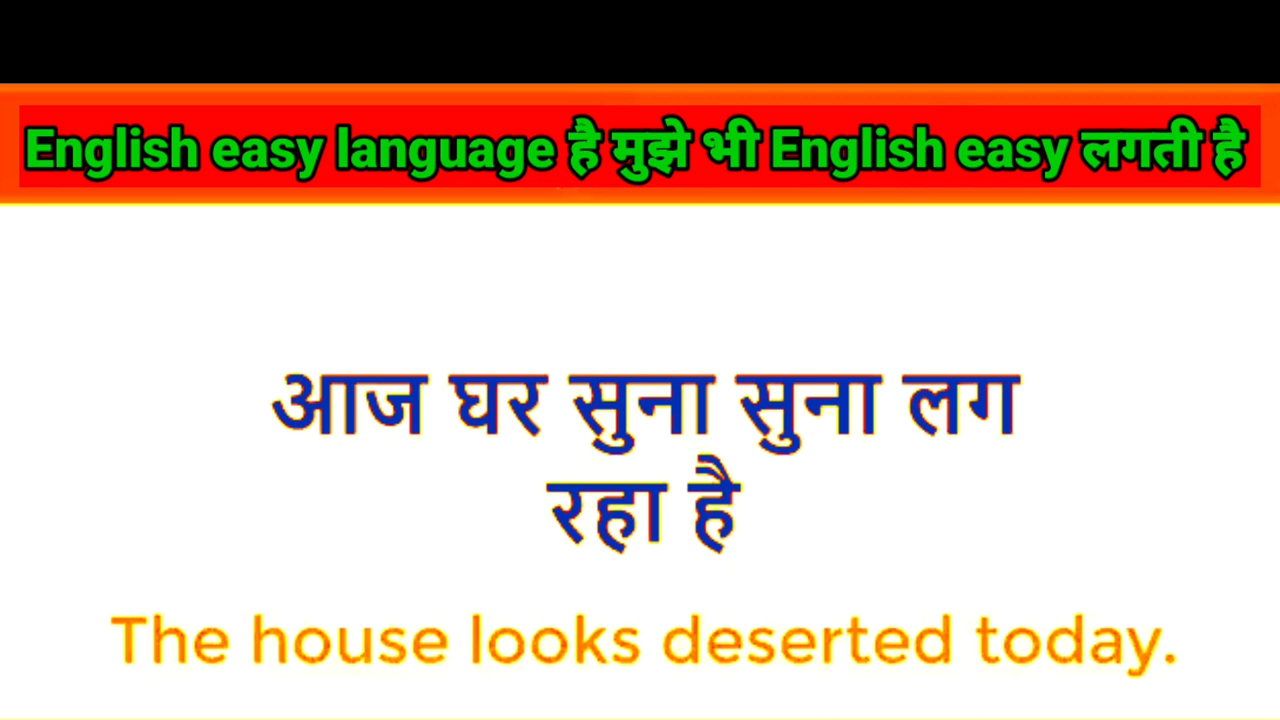 English easy language है मुझे भी English easy लगती है
आज घर सुना सुना लग
रहा है
The house looks deserted today.